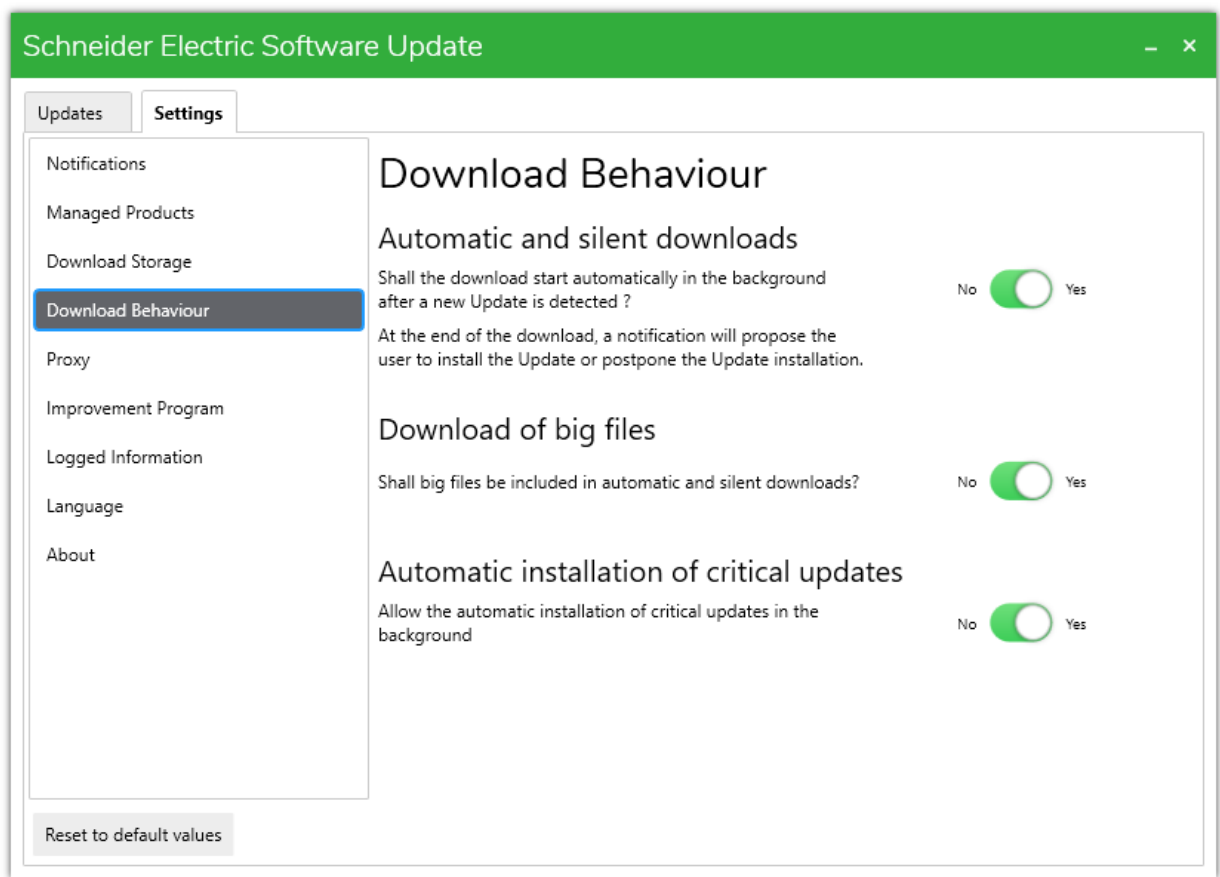 Schneider Electric Software Update
Updates
Settings
Notifications
Managed Products
Download Storage
Download Behaviour
Proxy
Improvement Program
Logged Information
Language
About
Reset to default values
Download Behaviour
Automatic and silent downloads
Shall the download start automatically in the background
after a new Update is detected ?
No
Yes
At the end of the download, a notification will propose the
user to install the Update or postpone the Update installation.
Download of big files
Shall big files be included in automatic and silent downloads?
No
Yes
Automatic installation of critical updates
Allow the automatic installation of critical updates in the
background
No
Yes